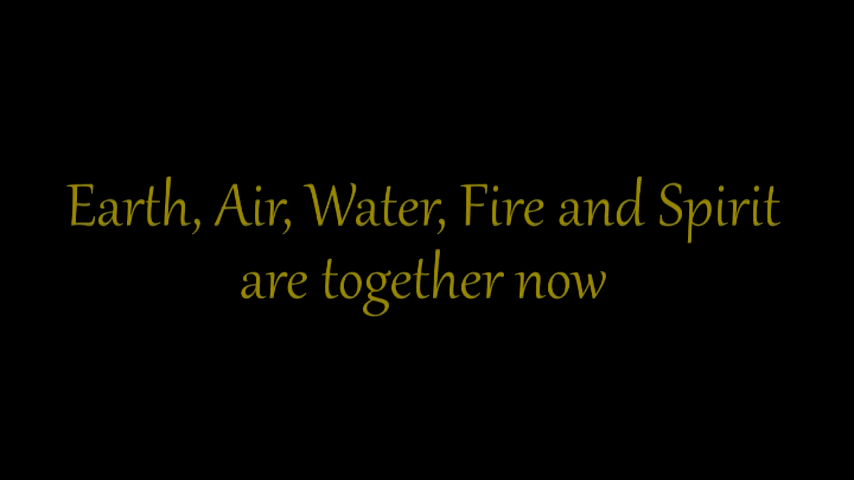 Earth, Air, Water, Fire and Spirit
are together now